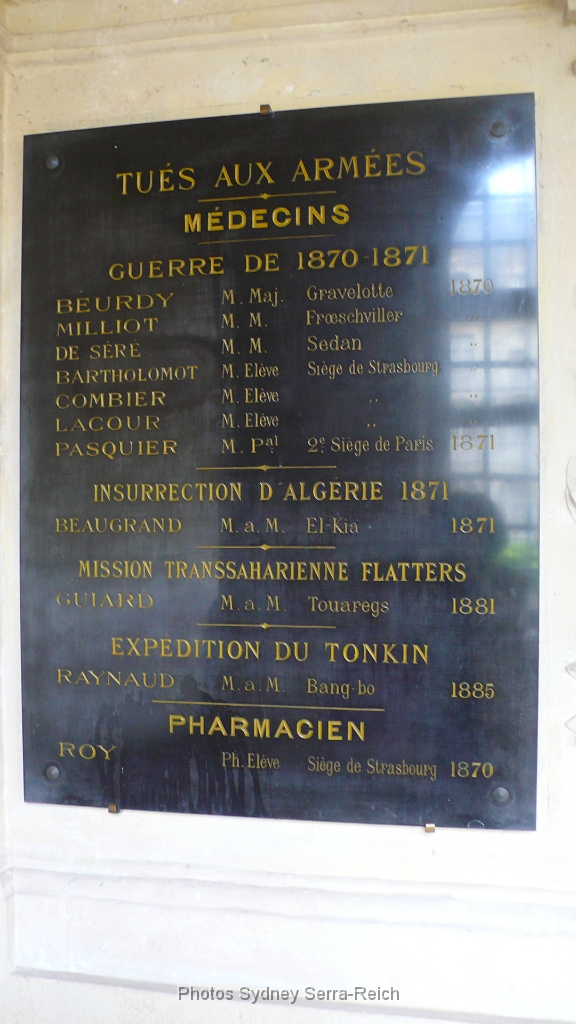 TUÉS AUX ARMÉES
MÉDECINS
GUERRE DE 1870-1871
BEURDY M. Maj. Gravelotte 1870
MILLIOT M. M. Frœschviller „
DE SÉRÉ M. M. Sedan „
BARTHOLOMOT M. Elève Siège de Strasbourg „
COMBIER M. Elève „ „
LACOUR M. Elève „ „
PASQUIER M. Pal 2e Siège de Paris 1871
INSURRECTION D'ALGÉRIE 1871
BEAUGRAND M. a. M. El-Kia 1871
MISSION TRANSSAHARIENNE FLATTERS
GUIARD M. a. M. Touaregs 1881
EXPEDITION DU TONKIN
RAYNAUD M. a. M. Bang-bo 1885
PHARMACIEN
ROY Ph. Elève Siège de Strasbourg 1870
Photos Sydney Serra-Reich